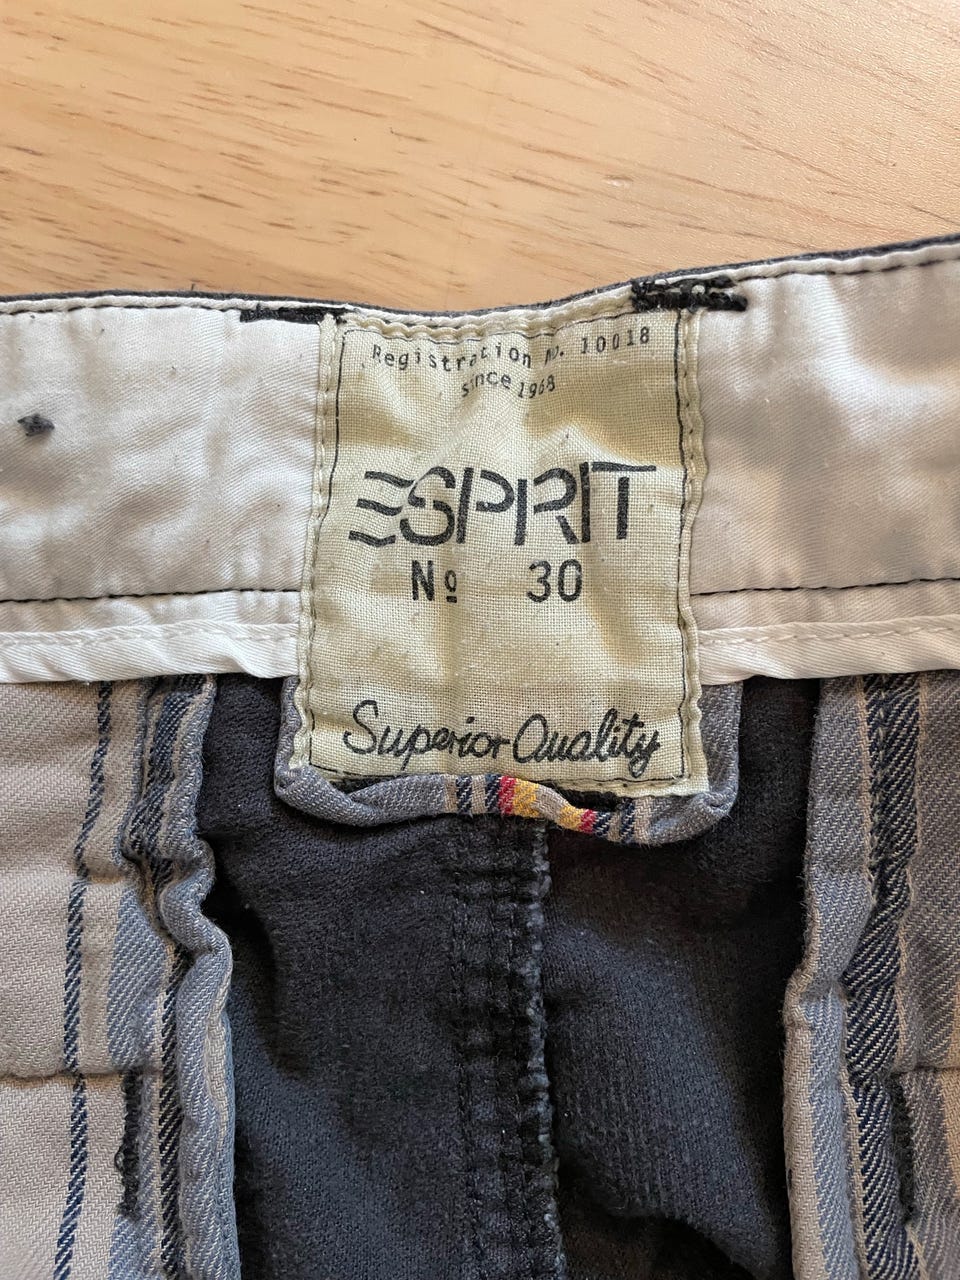 Registration No. 10018
since 1968
ESPRIT
Nº 30
Superior Quality